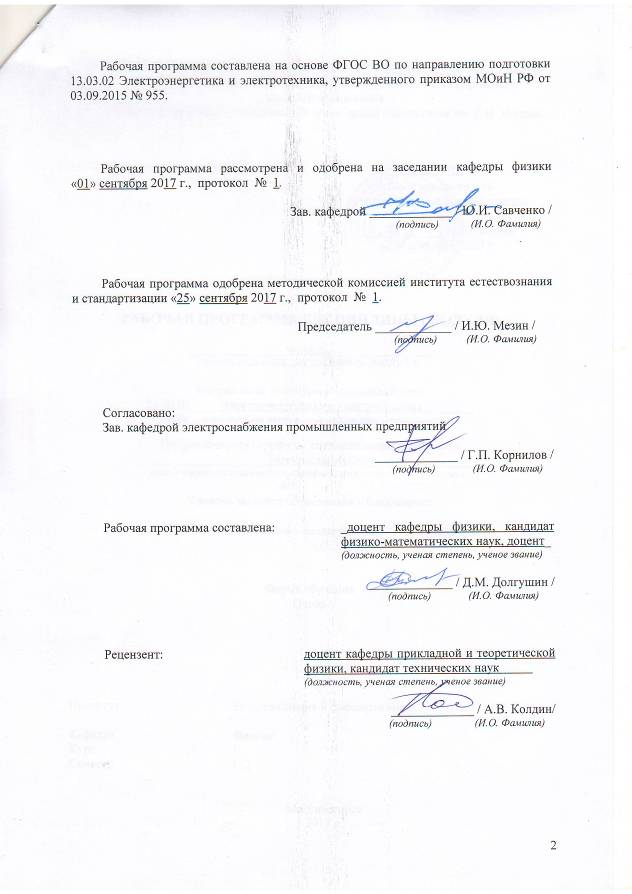 Рабочая программа составлена на основе ФГОС ВО по направлению подготовки
13.03.02 Электроэнергетика и электротехника, утвержденного приказом МОиН РФ от
03.09.2015 № 955.
Рабочая программа рассмотрена и одобрена на заседании кафедры физики
«01» сентября 2017 г., протокол № 1.
Зав. кафедрой ____________ Ю.И. Савченко /
(подпись) (И.О. Фамилия)
Рабочая программа одобрена методической комиссией института естествознания
и стандартизации «25» сентября 2017 г., протокол № 1.
Председатель ____________ / И.Ю. Мезин /
(подпись) (И.О. Фамилия)
Согласовано:
Зав. кафедрой электроснабжения промышленных предприятий
____________ / Г.П. Корнилов /
(подпись) (И.О. Фамилия)
Рабочая программа составлена: доцент кафедры физики, кандидат
физико-математических наук, доцент
(должность, ученая степень, ученое звание)
____________ / Д.М. Долгушин /
(подпись) (И.О. Фамилия)
Рецензент: доцент кафедры прикладной и теоретической
физики, кандидат технических наук
(должность, ученая степень, ученое звание)
____________ / А.В. Колдин/
(подпись) (И.О. Фамилия)
2